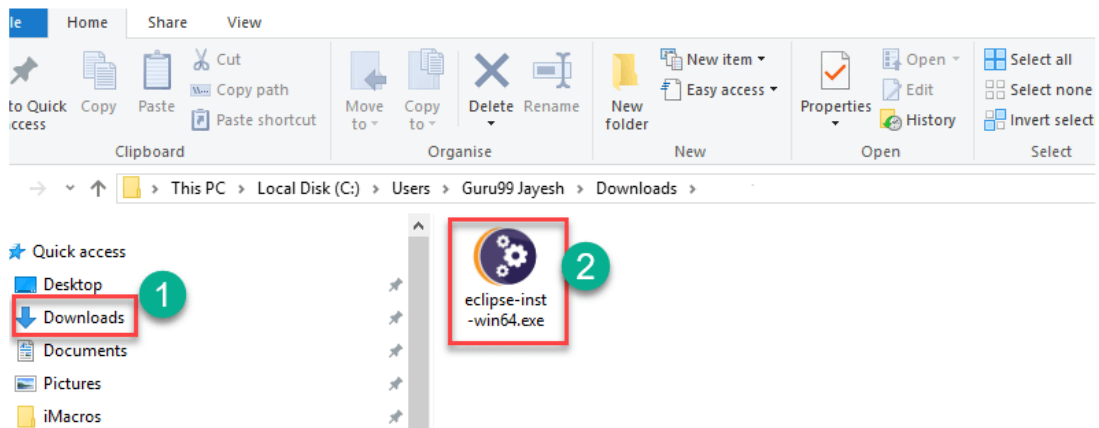 le Home Share View
Cut
Copy path
Paste shortcut
to Quick
ccess
Copy
Paste
Clipboard
Move
to
Copy
to
Delete
Rename
Organise
New
folder
New item
Easy access
New
Properties
Open
Edit
History
Open
Select all
Select none
Invert select
Select
This PC > Local Disk (C:) > Users > Guru99 Jayesh > Downloads >
Quick access
Desktop
1
Downloads
Documents
Pictures
iMacros
2
eclipse-inst
-win64.exe